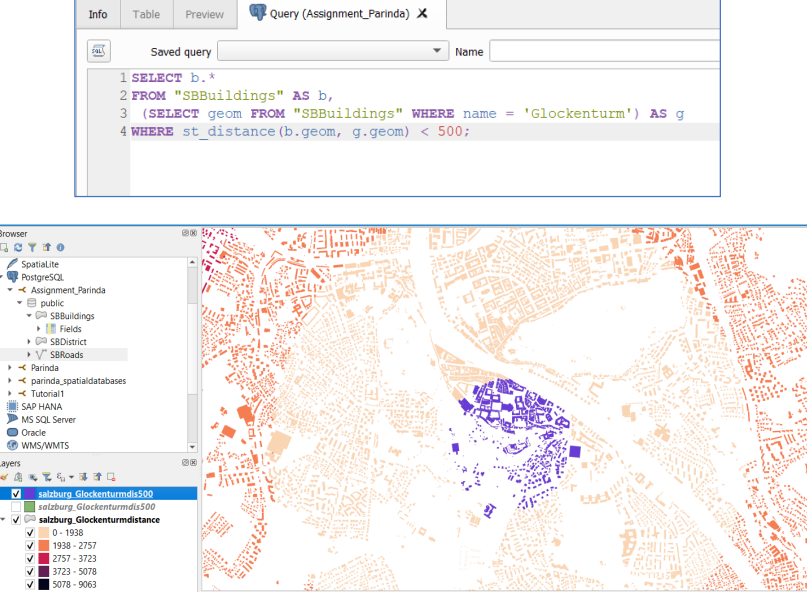 Info Table Preview Query (Assignment_Parinda) X
SQL Saved query Name
1 SELECT b.*
2 FROM "SBBuildings" AS b,
3 (SELECT geom FROM "SBBuildings" WHERE name = 'Glockenturm') AS g
4 WHERE st_distance(b.geom, g.geom) < 500;
Browser
SpatiaLite
PostgreSQL
Assignment_Parinda
public
SBBuildings
Fields
SBDistrict
SBRoads
Parinda
parinda_spatialdatabases
Tutorial1
SAP HANA
MS SQL Server
Oracle
WMS/WMTS
ayers
salzburg_Glockenturmdis500
salzburg_Glockenturmdis500
salzburg_Glockenturmdistance
0 - 1938
1938 - 2757
2757 - 3723
3723 - 5078
5078 - 9063